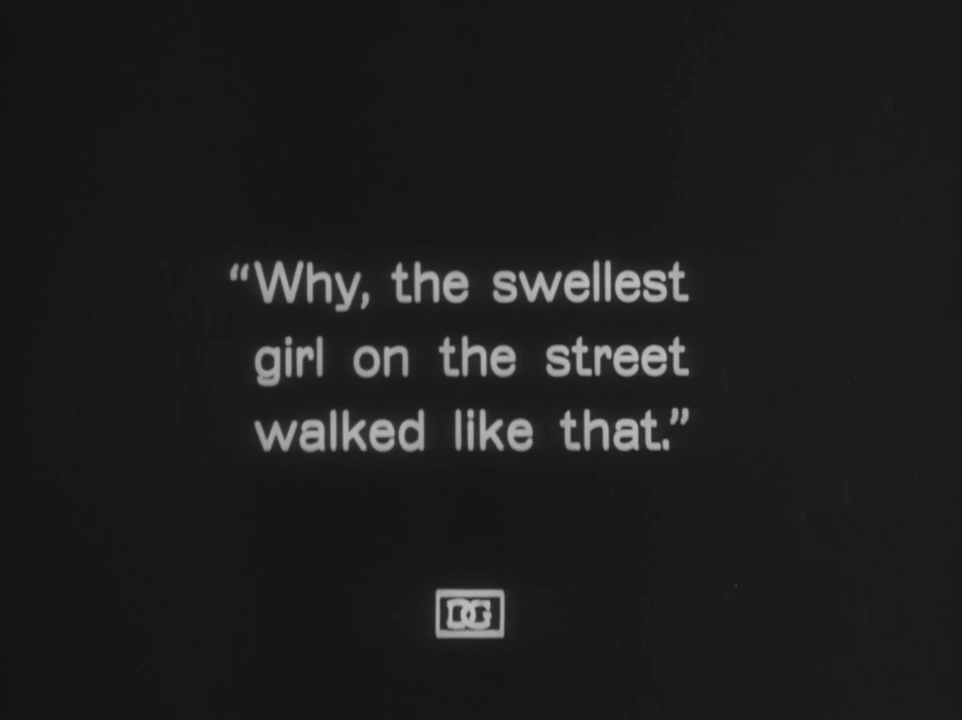 “Why, the swellest
girl on the street
walked like that.”
DG